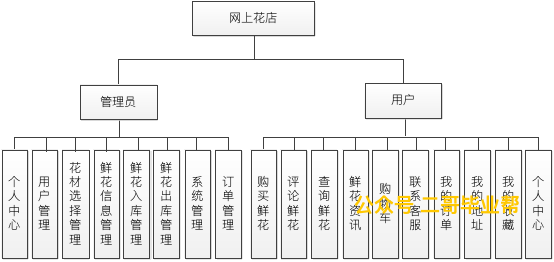 网上花店
管理员
用户
个人中心
用户管理
花材选择管理
鲜花信息管理
鲜花入库管理
鲜花出库管理
系统管理
订单管理
购买鲜花
评论鲜花
查询鲜花
鲜花资讯
购物车
联系客服
我的订单
我的地址
我的收藏
个人中心
公众号 二哥毕业帮